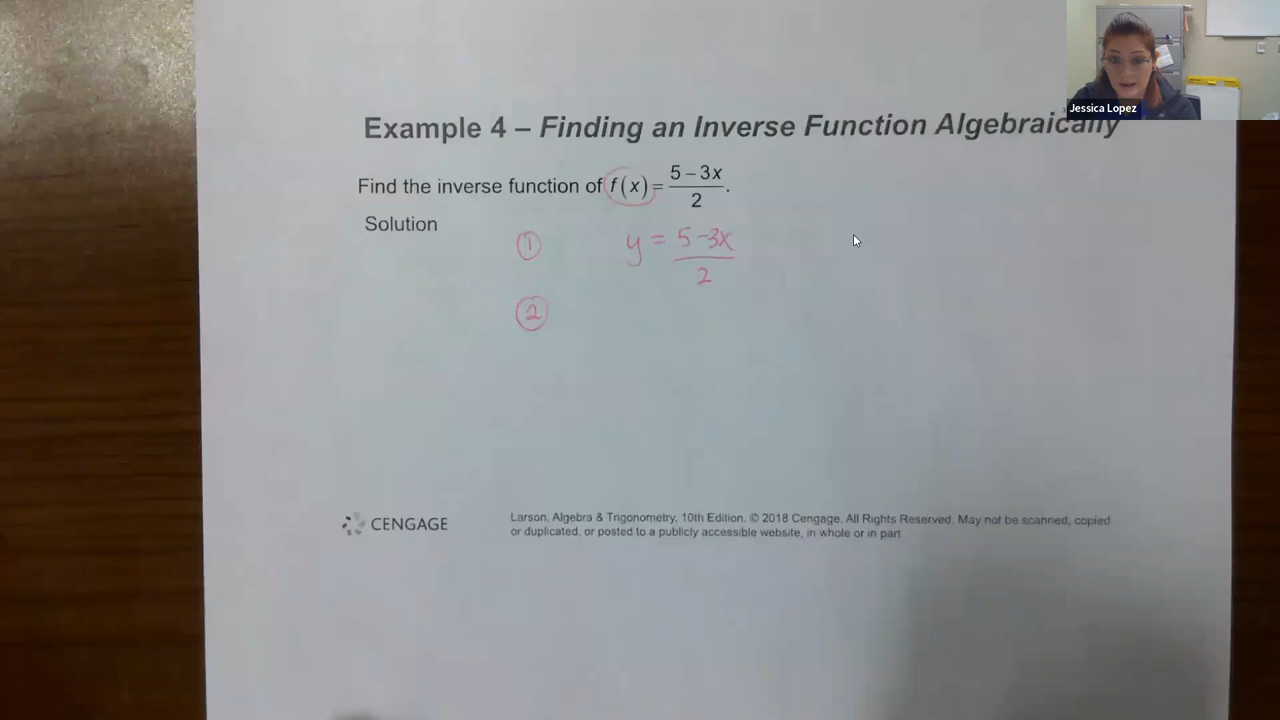 Jessica Lopez
Example 4 – Finding an Inverse Function Algebraically
Find the inverse function of f(x) = (5 – 3x)/2.
Solution
① y = (5-3x)/2
②
CENGAGE
Larson, Algebra & Trigonometry, 10th Edition. © 2018 Cengage. All Rights Reserved. May not be scanned, copied
or duplicated, or posted to a publicly accessible website, in whole or in part